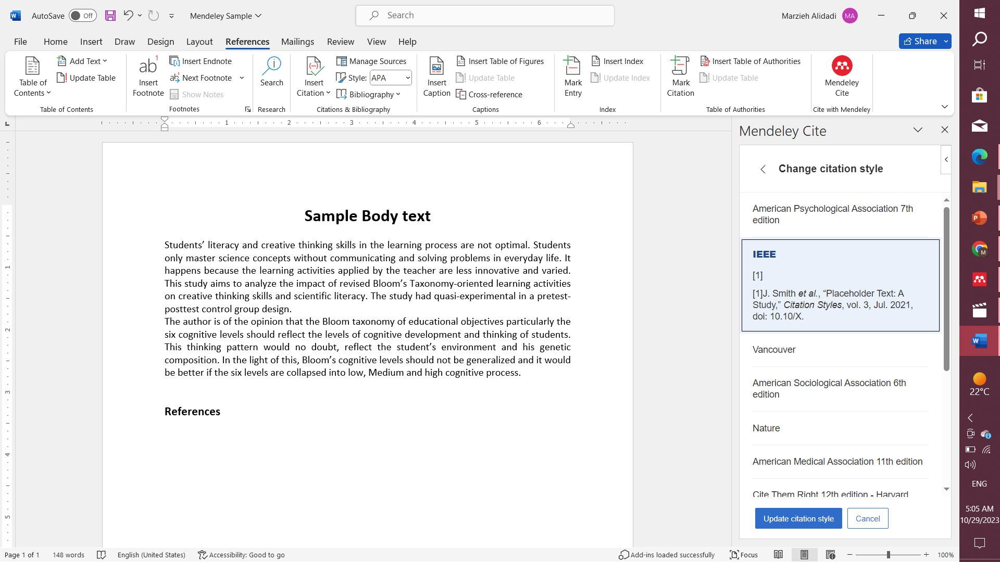 AutoSave Off Mendeley Sample Search Marzieh Alidadi MA
File Home Insert Draw Design Layout References Mailings Review View Help Share
Table of Contents
Add Text
Update Table
Table of Contents
ab1
Insert Footnote
Insert Endnote
Next Footnote
Show Notes
Footnotes
Search
Research
Insert Citation
Manage Sources
Style: APA
Bibliography
Citations & Bibliography
Insert Caption
Insert Table of Figures
Update Table
Cross-reference
Captions
Mark Entry
Insert Index
Update Index
Index
Mark Citation
Insert Table of Authorities
Update Table
Table of Authorities
Mendeley Cite
Cite with Mendeley
1 2 3 4 5 6
1
2
3
4
5
Sample Body text
Students’ literacy and creative thinking skills in the learning process are not optimal. Students
only master science concepts without communicating and solving problems in everyday life. It
happens because the learning activities applied by the teacher are less innovative and varied.
This study aims to analyze the impact of revised Bloom’s Taxonomy-oriented learning activities
on creative thinking skills and scientific literacy. The study had quasi-experimental in a pretest-
posttest control group design.
The author is of the opinion that the Bloom taxonomy of educational objectives particularly the
six cognitive levels should reflect the levels of cognitive development and thinking of students.
This thinking pattern would no doubt, reflect the student’s environment and his genetic
composition. In the light of this, Bloom’s cognitive levels should not be generalized and it would
be better if the six levels are collapsed into low, Medium and high cognitive process.
References
Mendeley Cite
Change citation style
American Psychological Association 7th
edition
IEEE
[1]
[1]J. Smith et al., “Placeholder Text: A
Study,” Citation Styles, vol. 3, Jul. 2021,
doi: 10.10/X.
Vancouver
American Sociological Association 6th
edition
Nature
American Medical Association 11th edition
Cite Them Right 12th edition - Harvard
Update citation style Cancel
22°C
ENG
5:05 AM
10/29/2023
Page 1 of 1 148 words English (United States) Accessibility: Good to go Add-ins loaded successfully Focus 100%